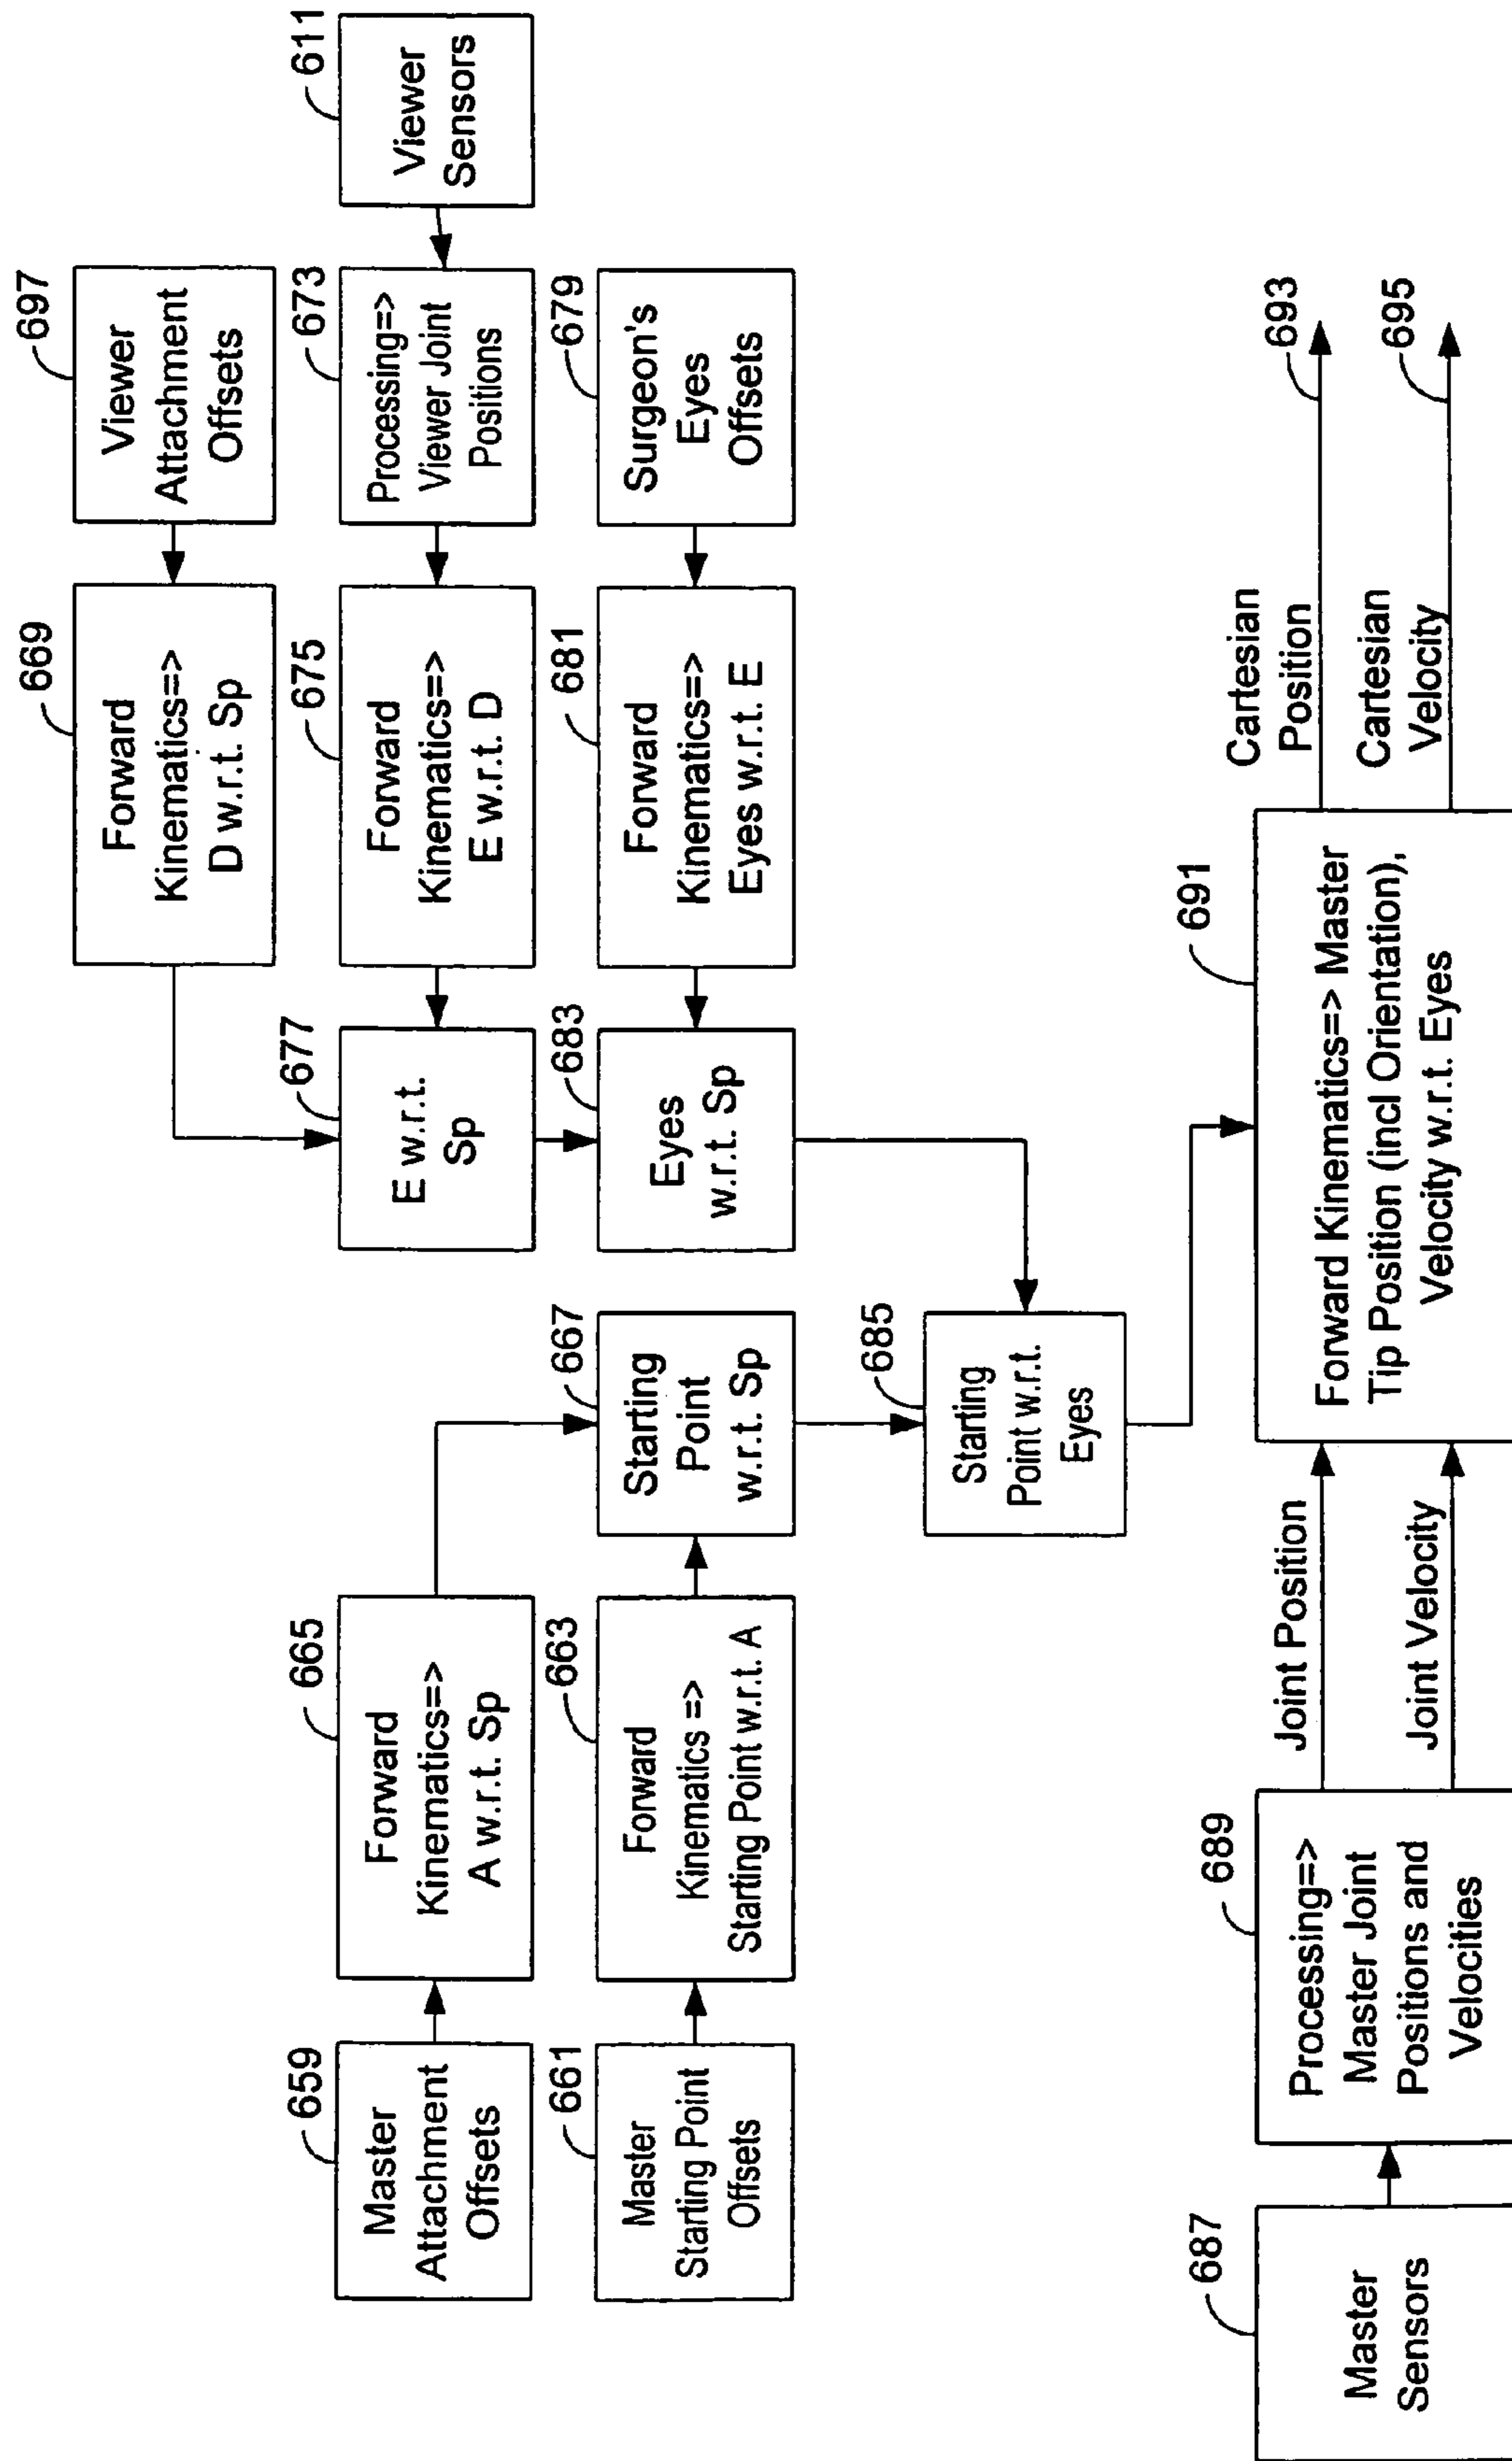 697
Viewer
Attachment
Offsets
669
Forward
Kinematics=>
D w.r.t. Sp
611
Viewer
Sensors
673
Processing=>
Viewer Joint
Positions
675
Forward
Kinematics=>
E w.r.t. D
677
E w.r.t.
Sp
679
Surgeon's
Eyes
Offsets
681
Forward
Kinematics=>
Eyes w.r.t. E
683
Eyes
w.r.t. Sp
659
Master
Attachment
Offsets
665
Forward
Kinematics=>
A w.r.t. Sp
661
Master
Starting Point
Offsets
663
Forward
Kinematics =>
Starting Point w.r.t. A
667
Starting
Point
w.r.t. Sp
685
Starting
Point w.r.t.
Eyes
687
Master
Sensors
689
Processing=>
Master Joint
Positions and
Velocities
Joint Position
Joint Velocity
691
Forward Kinematics=> Master
Tip Position (incl Orientation),
Velocity w.r.t. Eyes
Cartesian
Position
693
Cartesian
Velocity
695